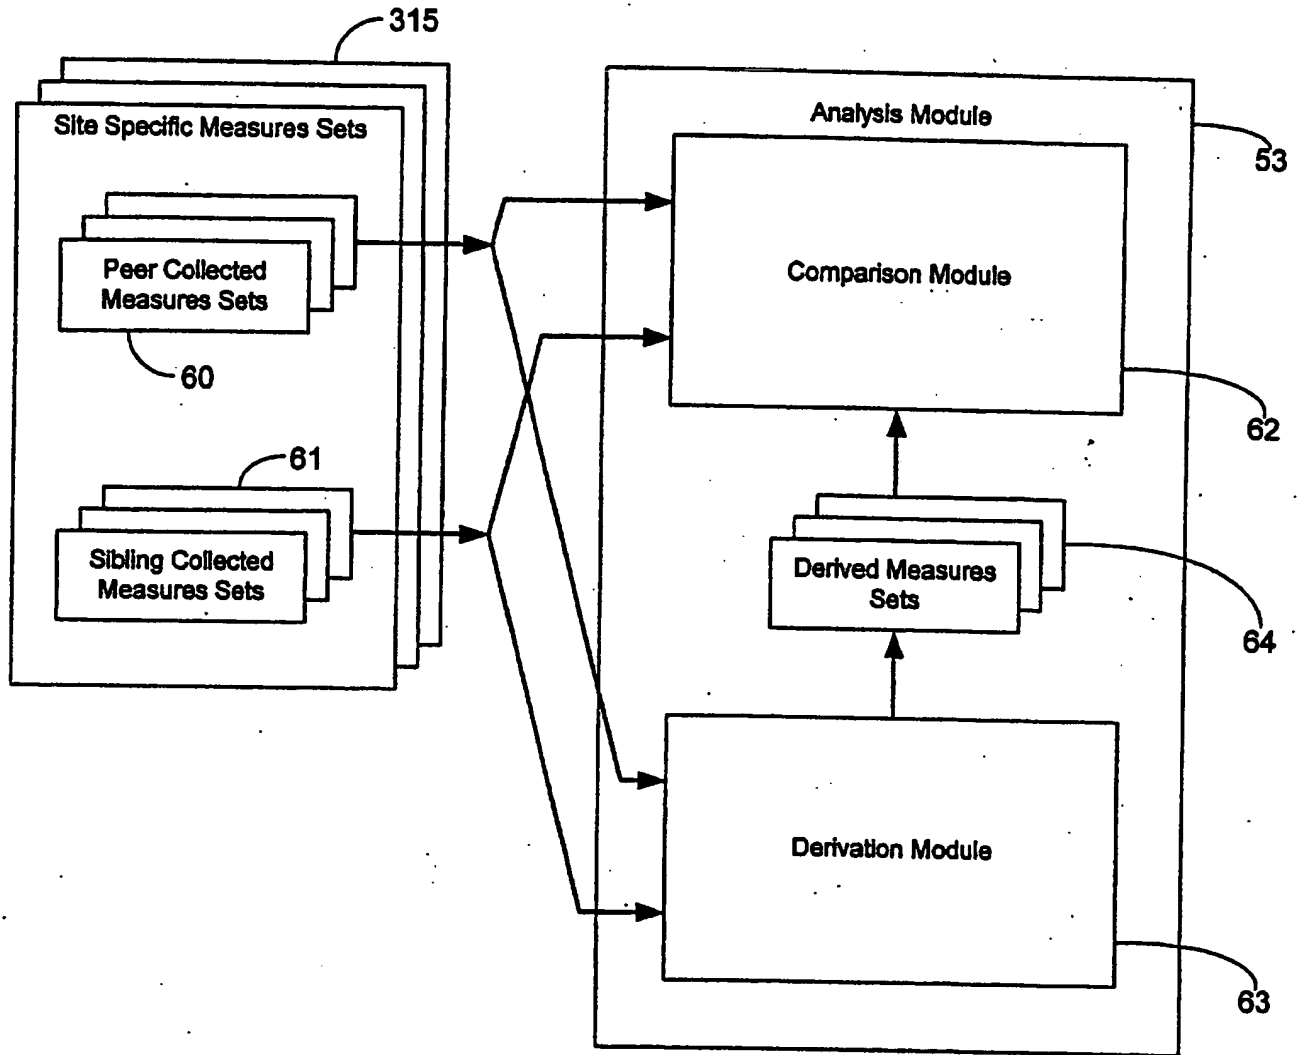 315
Site Specific Measures Sets
Peer Collected
Measures Sets
60
61
Sibling Collected
Measures Sets
Analysis Module
53
Comparison Module
62
Derived Measures
Sets
64
Derivation Module
63